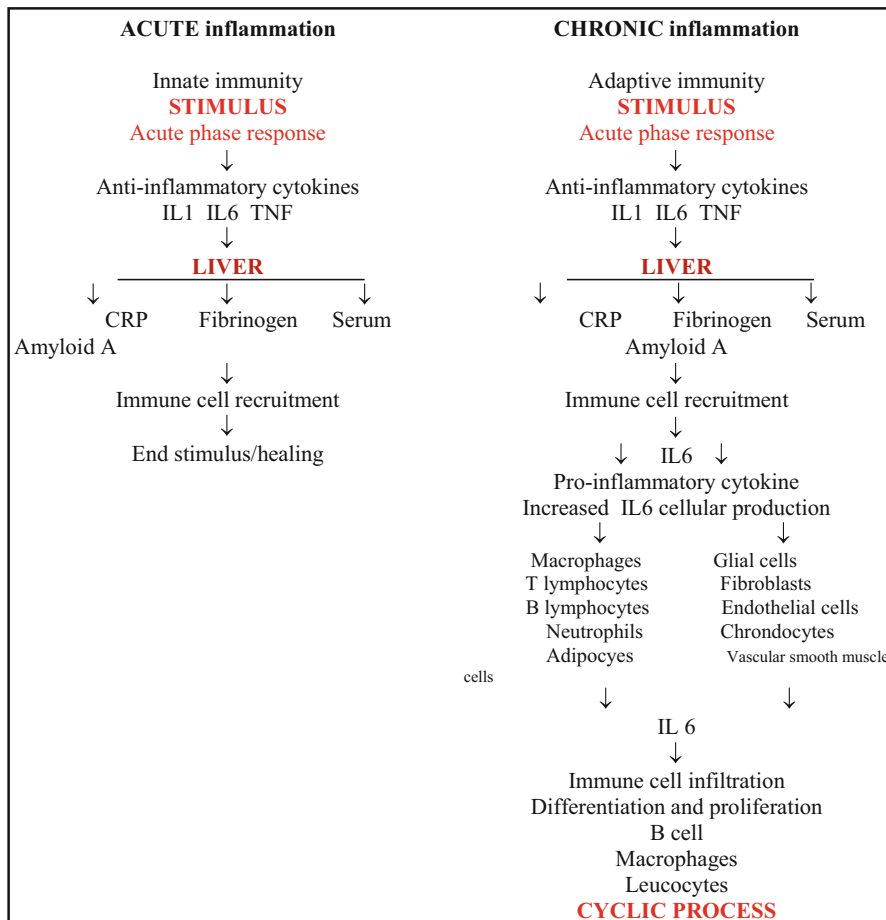 ACUTE inflammation
Innate immunity
STIMULUS
Acute phase response
↓
Anti-inflammatory cytokines
IL1 IL6 TNF
↓
LIVER
↓ ↓ ↓
CRP Fibrinogen Serum
Amyloid A
↓
Immune cell recruitment
↓
End stimulus/healing
CHRONIC inflammation
Adaptive immunity
STIMULUS
Acute phase response
↓
Anti-inflammatory cytokines
IL1 IL6 TNF
↓
LIVER
↓ ↓ ↓
CRP Fibrinogen Serum
Amyloid A
↓
Immune cell recruitment
↓
↓ IL6 ↓
Pro-inflammatory cytokine
Increased IL6 cellular production
↓ ↓
Macrophages Glial cells
T lymphocytes Fibroblasts
B lymphocytes Endothelial cells
Neutrophils Chrondocytes
Adipocyes Vascular smooth muscle
cells
↓ ↓
IL 6
↓
Immune cell infiltration
Differentiation and proliferation
B cell
Macrophages
Leucocytes
CYCLIC PROCESS